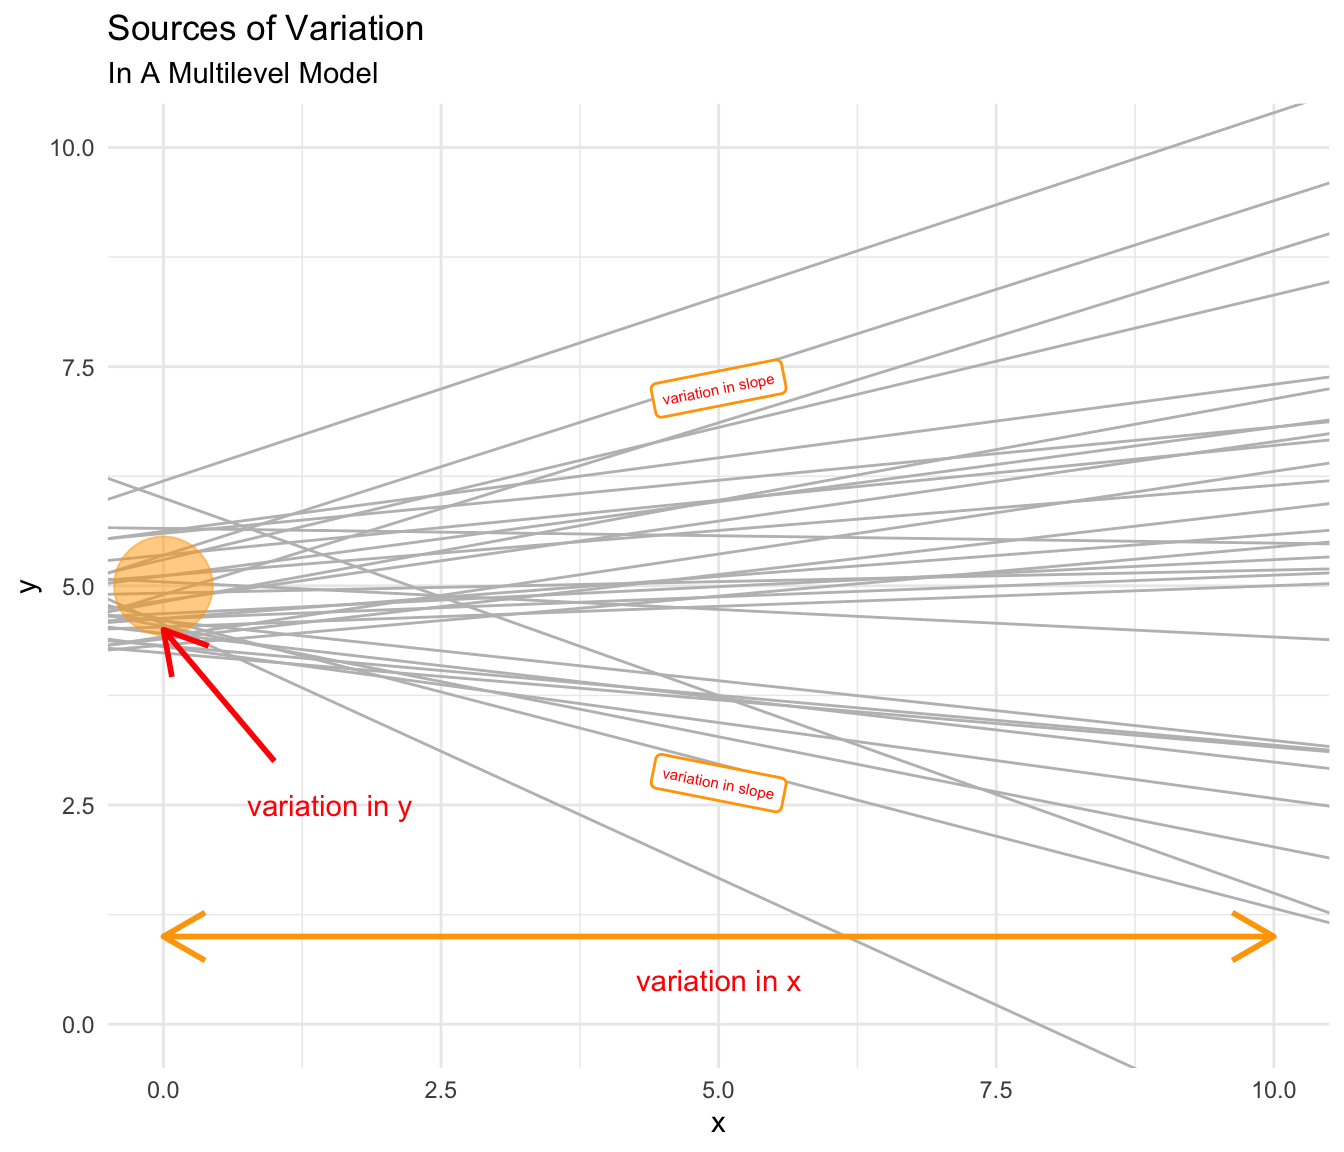 Sources of Variation
In A Multilevel Model
10.0
7.5
5.0
2.5
0.0
y
variation in slope
variation in slope
variation in y
variation in x
0.0 2.5 5.0 7.5 10.0
x